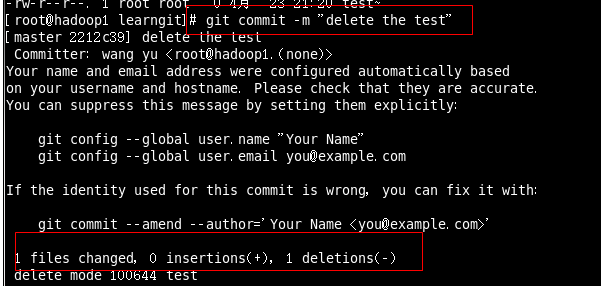 -rw-r--r--. 1 root root 0 4月 23 21:20 test~
[root@hadoop1 learngit]# git commit -m "delete the test"
[master 2212c39] delete the test
Committer: wang yu <root@hadoop1.(none)>
Your name and email address were configured automatically based
on your username and hostname. Please check that they are accurate.
You can suppress this message by setting them explicitly:
git config --global user.name "Your Name"
git config --global user.email you@example.com
If the identity used for this commit is wrong, you can fix it with:
git commit --amend --author='Your Name <you@example.com>'
1 files changed, 0 insertions(+), 1 deletions(-)
delete mode 100644 test